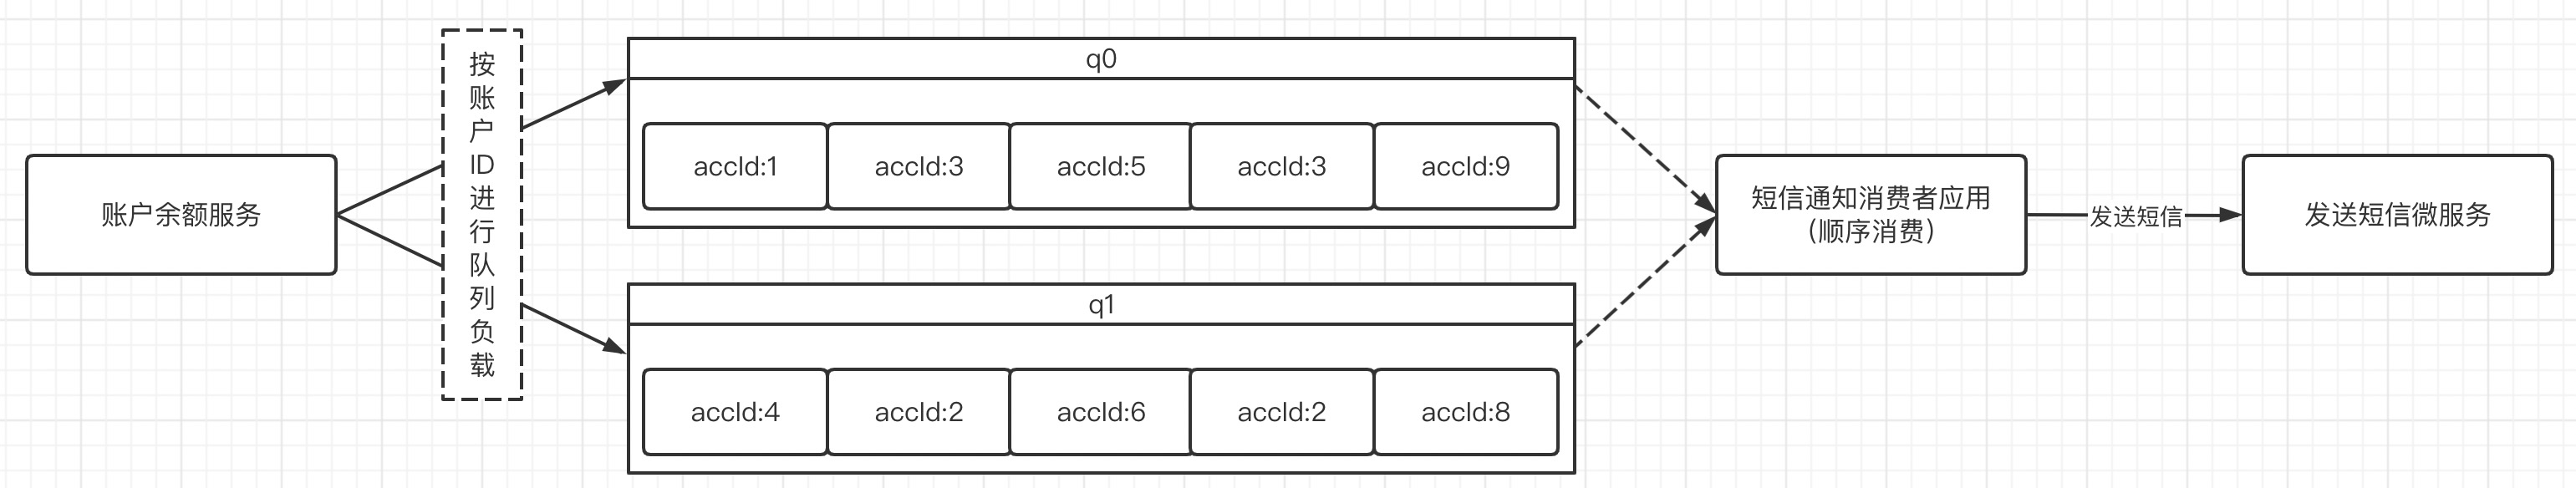 账户余额服务
按
账
户
ID
进
行
队
列
负
载
q0
accId:1
accId:3
accId:5
accId:3
accId:9
q1
accId:4
accId:2
accId:6
accId:2
accId:8
短信通知消费者应用
（顺序消费）
发送短信
发送短信微服务